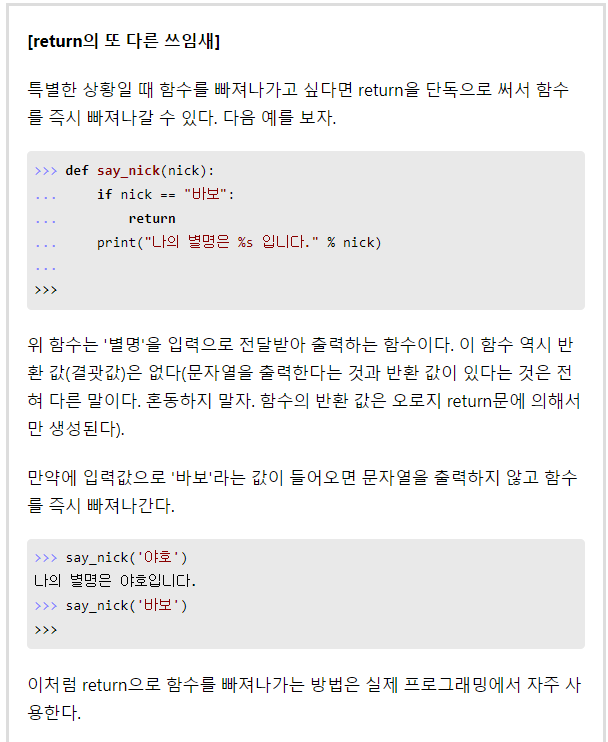 [return의 또 다른 쓰임새]
특별한 상황일 때 함수를 빠져나가고 싶다면 return을 단독으로 써서 함수
를 즉시 빠져나갈 수 있다. 다음 예를 보자.
>>> def say_nick(nick):
...     if nick == "바보":
...         return
...     print("나의 별명은 %s 입니다." % nick)
...
>>>
위 함수는 '별명'을 입력으로 전달받아 출력하는 함수이다. 이 함수 역시 반
환 값(결괏값)은 없다(문자열을 출력한다는 것과 반환 값이 있다는 것은 전
혀 다른 말이다. 혼동하지 말자. 함수의 반환 값은 오로지 return문에 의해서
만 생성된다).
만약에 입력값으로 '바보'라는 값이 들어오면 문자열을 출력하지 않고 함수
를 즉시 빠져나간다.
>>> say_nick('야호')
나의 별명은 야호입니다.
>>> say_nick('바보')
>>>
이처럼 return으로 함수를 빠져나가는 방법은 실제 프로그래밍에서 자주 사
용한다.